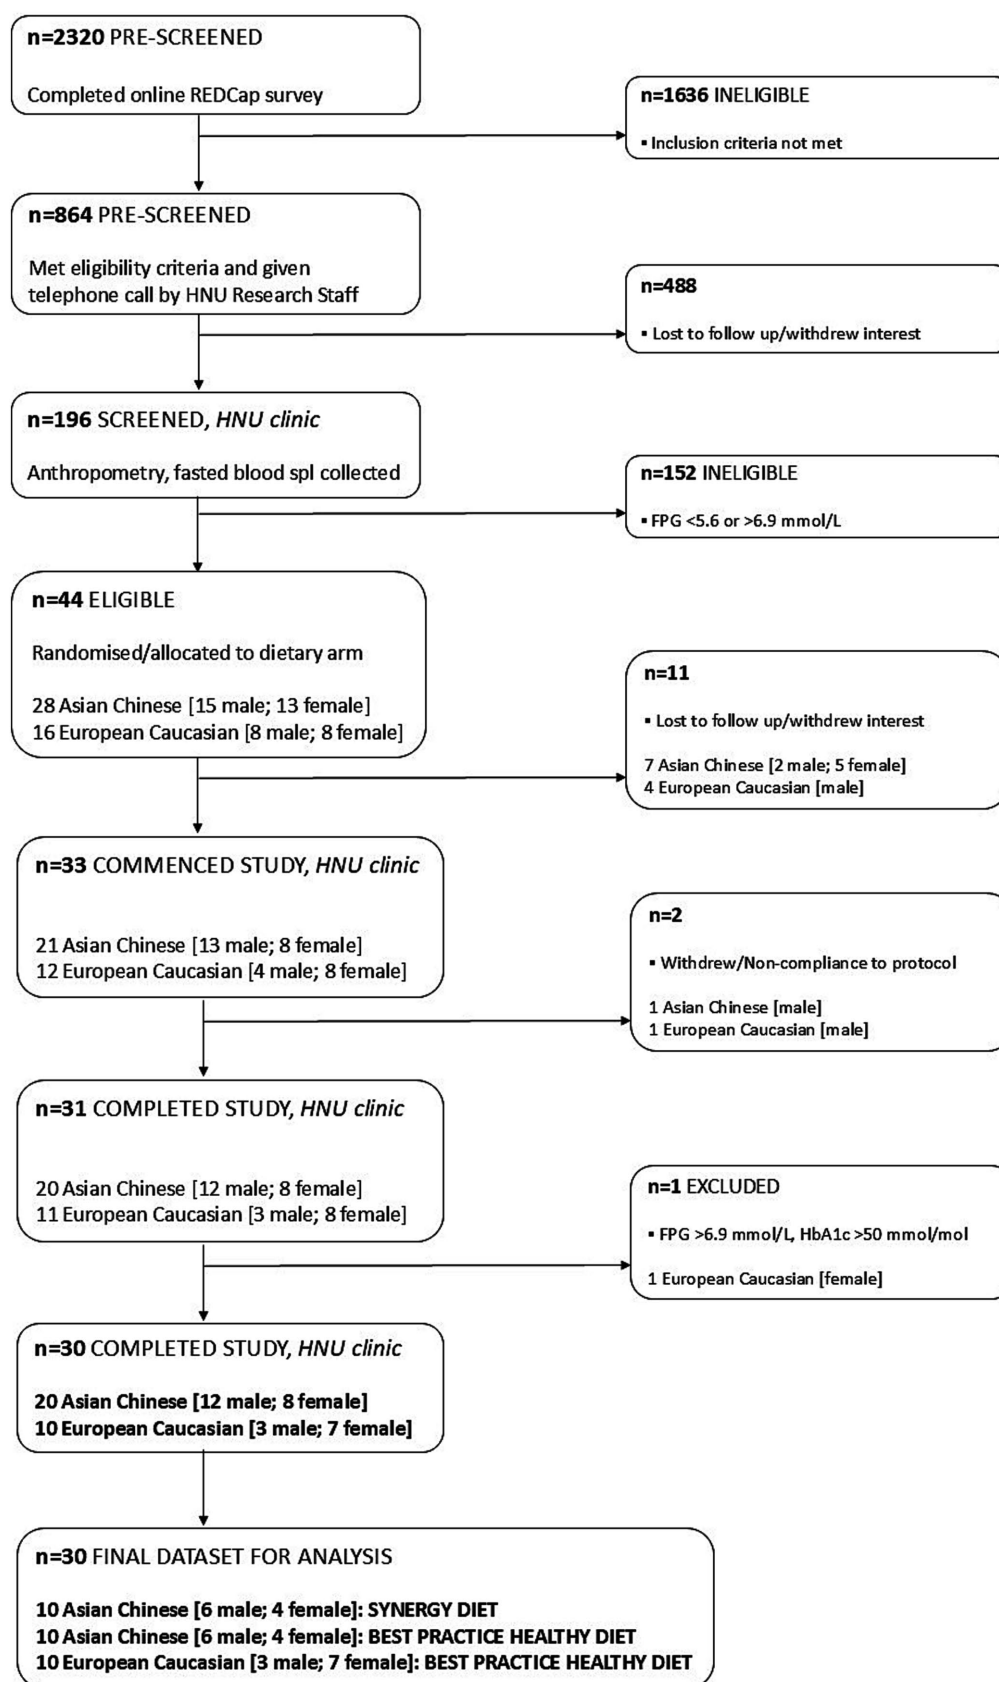 n=2320 PRE-SCREENED
Completed online REDCap survey
n=1636 INELIGIBLE
▪ Inclusion criteria not met
n=864 PRE-SCREENED
Met eligibility criteria and given
telephone call by HNU Research Staff
n=488
▪ Lost to follow up/withdrew interest
n=196 SCREENED, HNU clinic
Anthropometry, fasted blood spl collected
n=152 INELIGIBLE
▪ FPG <5.6 or >6.9 mmol/L
n=44 ELIGIBLE
Randomised/allocated to dietary arm
28 Asian Chinese [15 male; 13 female]
16 European Caucasian [8 male; 8 female]
n=11
▪ Lost to follow up/withdrew interest
7 Asian Chinese [2 male; 5 female]
4 European Caucasian [male]
n=33 COMMENCED STUDY, HNU clinic
21 Asian Chinese [13 male; 8 female]
12 European Caucasian [4 male; 8 female]
n=2
▪ Withdrew/Non-compliance to protocol
1 Asian Chinese [male]
1 European Caucasian [male]
n=31 COMPLETED STUDY, HNU clinic
20 Asian Chinese [12 male; 8 female]
11 European Caucasian [3 male; 8 female]
n=1 EXCLUDED
▪ FPG >6.9 mmol/L, HbA1c >50 mmol/mol
1 European Caucasian [female]
n=30 COMPLETED STUDY, HNU clinic
20 Asian Chinese [12 male; 8 female]
10 European Caucasian [3 male; 7 female]
n=30 FINAL DATASET FOR ANALYSIS
10 Asian Chinese [6 male; 4 female]: SYNERGY DIET
10 Asian Chinese [6 male; 4 female]: BEST PRACTICE HEALTHY DIET
10 European Caucasian [3 male; 7 female]: BEST PRACTICE HEALTHY DIET